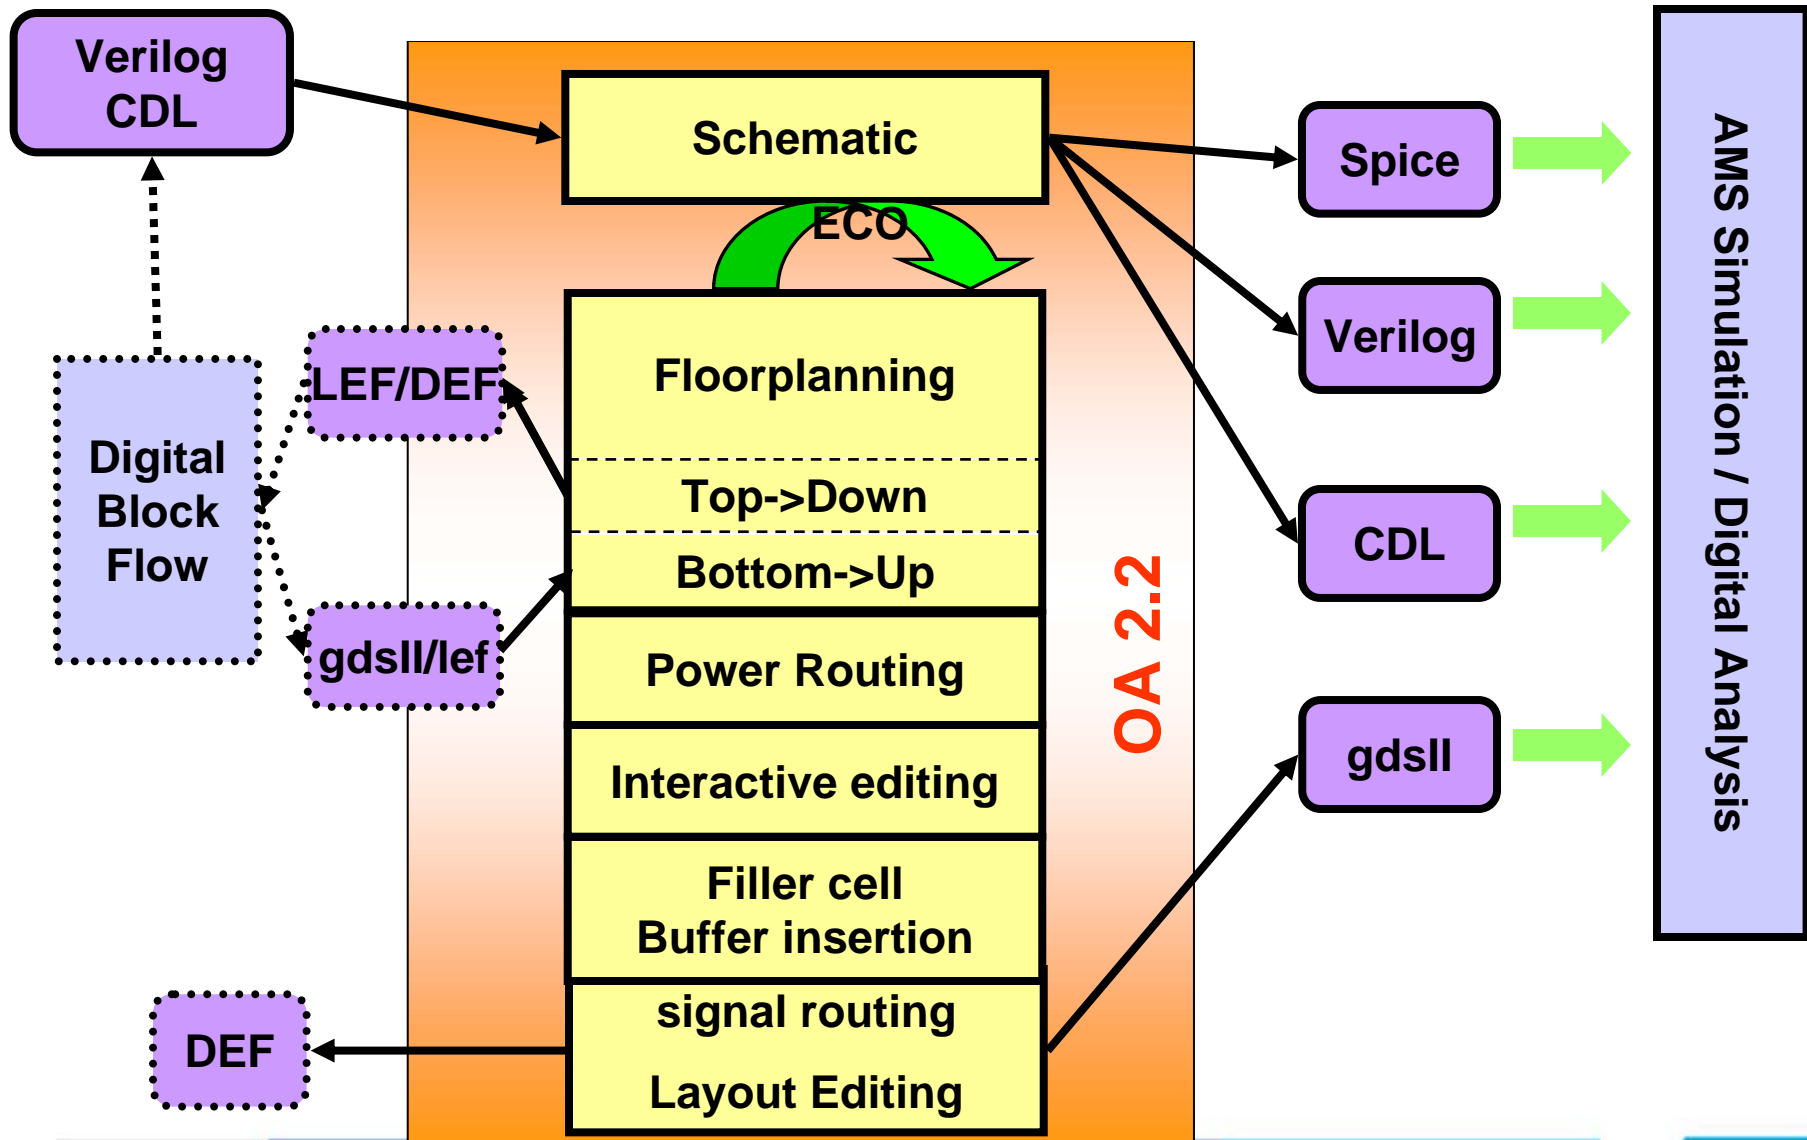 Verilog
CDL
Schematic
ECO
Spice
Verilog
CDL
gdsII
AMS Simulation / Digital Analysis
LEF/DEF
Digital
Block
Flow
gdsII/lef
Floorplanning
Top->Down
Bottom->Up
Power Routing
Interactive editing
Filler cell
Buffer insertion
signal routing
Layout Editing
OA 2.2
DEF